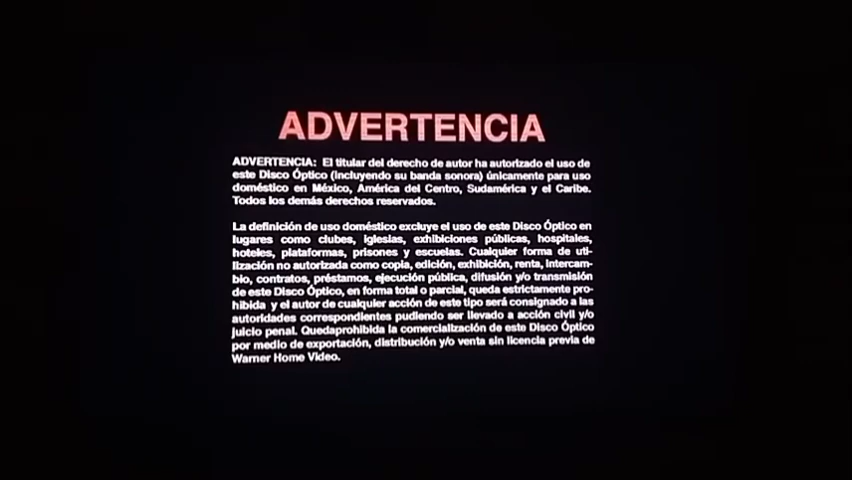 ADVERTENCIA
ADVERTENCIA: El titular del derecho de autor ha autorizado el uso de
este Disco Óptico (Incluyendo su banda sonora) únicamente para uso
doméstico en México, América del Centro, Sudamérica y el Caribe.
Todos los demás derechos reservados.
La definición de uso doméstico excluye el uso de este Disco Óptico en
lugares como clubes, iglesias, exhibiciones públicas, hospitales,
hoteles, plataformas, prisones y escuelas. Cualquier forma de uti-
lización no autorizada como copia, edición, exhibición, renta, intercam-
bio, contratos, préstamos, ejecución pública, difusión y/o transmisión
de este Disco Óptico, en forma total o parcial, queda estrictamente pro-
hibida y el autor de cualquier acción de este tipo será consignado a las
autoridades correspondientes pudiendo ser llevado a acción civil y/o
juicio penal. Quedaprohibida la comercialización de este Disco Óptico
por medio de exportación, distribución y/o venta sin licencia previa de
Warner Home Video.